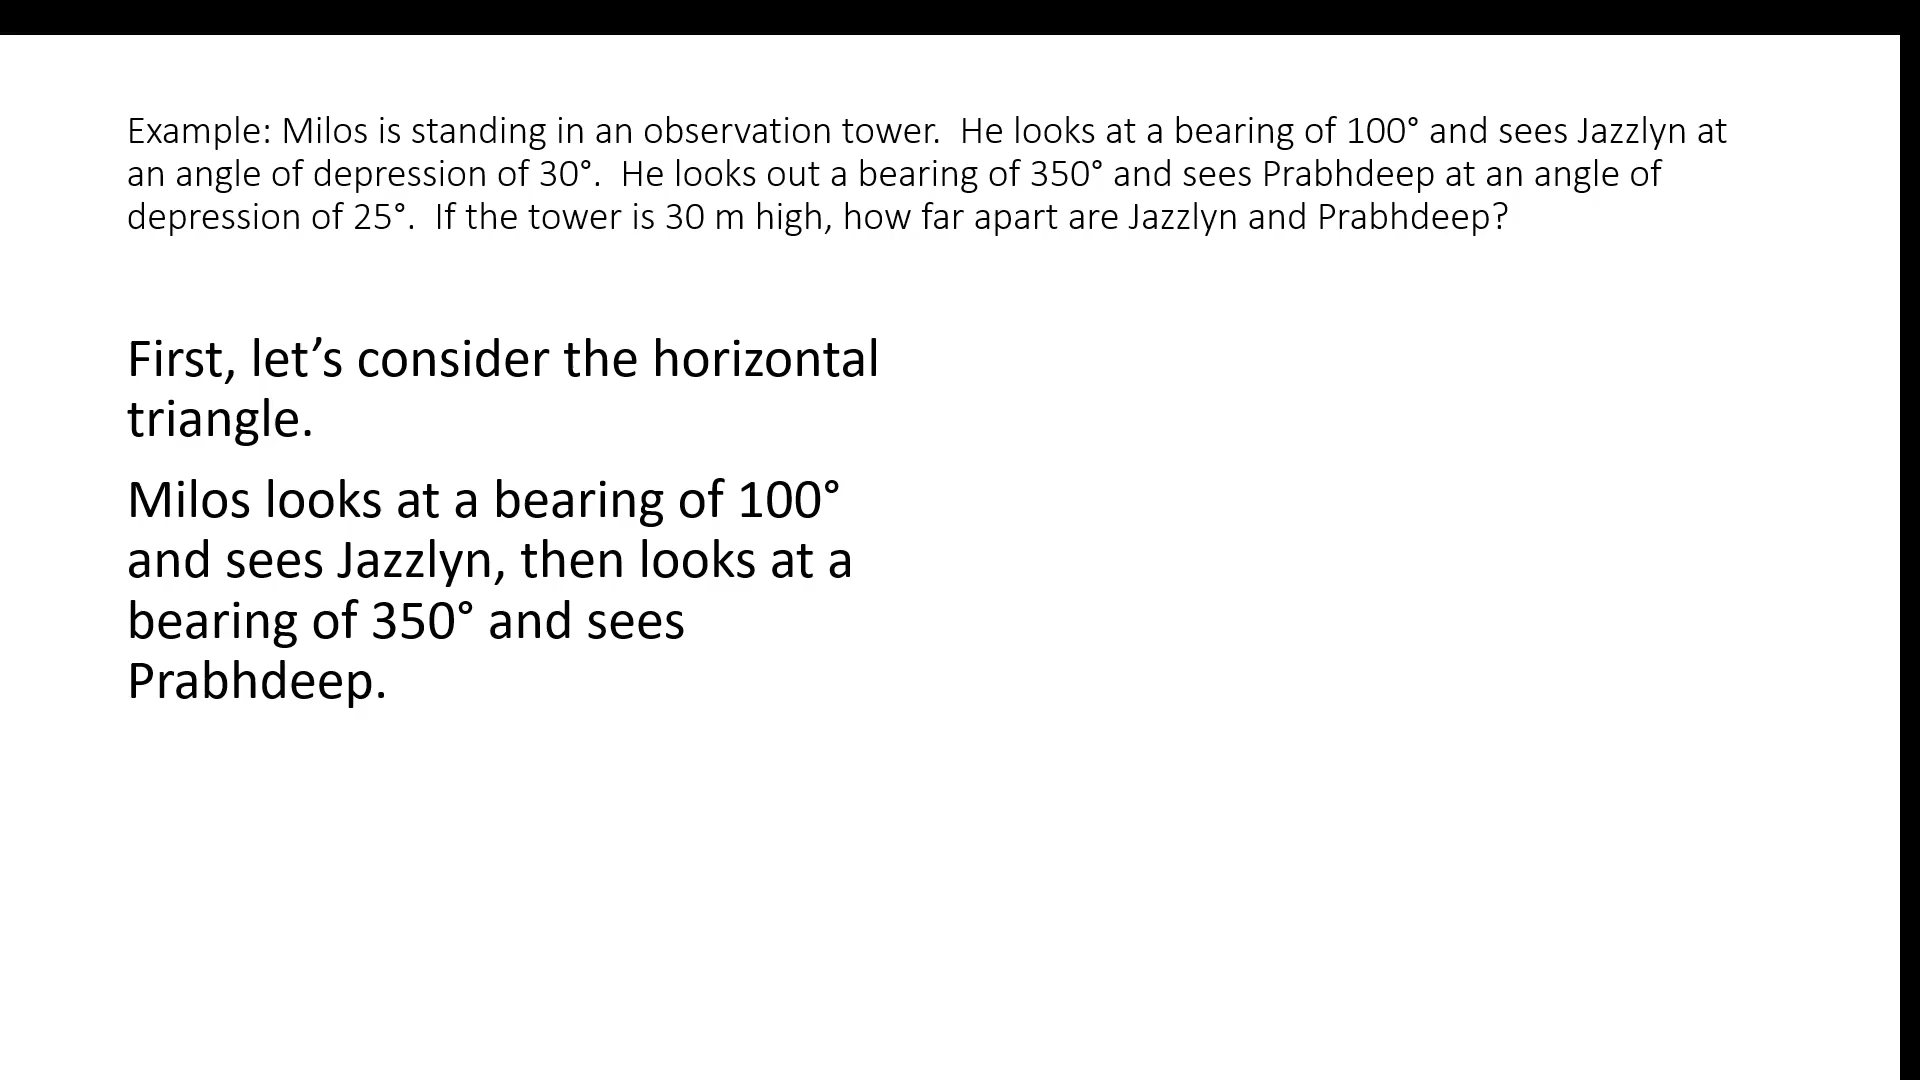 Example: Milos is standing in an observation tower.  He looks at a bearing of 100° and sees Jazzlyn at
an angle of depression of 30°.  He looks out a bearing of 350° and sees Prabhdeep at an angle of
depression of 25°.  If the tower is 30 m high, how far apart are Jazzlyn and Prabhdeep?
First, let’s consider the horizontal
triangle.
Milos looks at a bearing of 100°
and sees Jazzlyn, then looks at a
bearing of 350° and sees
Prabhdeep.